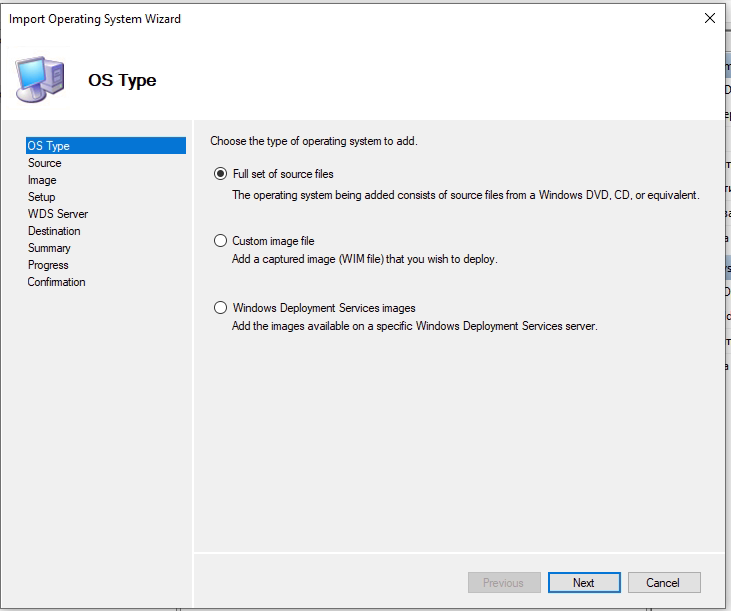 Import Operating System Wizard
OS Type
OS Type
Source
Image
Setup
WDS Server
Destination
Summary
Progress
Confirmation
Choose the type of operating system to add.
Full set of source files
The operating system being added consists of source files from a Windows DVD, CD, or equivalent.
Custom image file
Add a captured image (WIM file) that you wish to deploy.
Windows Deployment Services images
Add the images available on a specific Windows Deployment Services server.
Previous
Next
Cancel